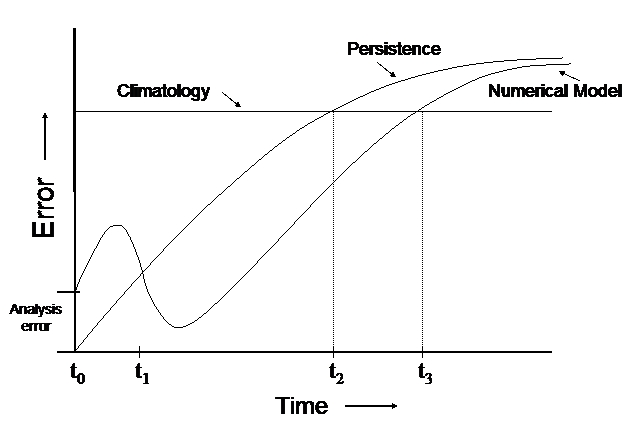 Persistence
Climatology
Numerical Model
Error
Analysis
error
t0
t1
t2
t3
Time